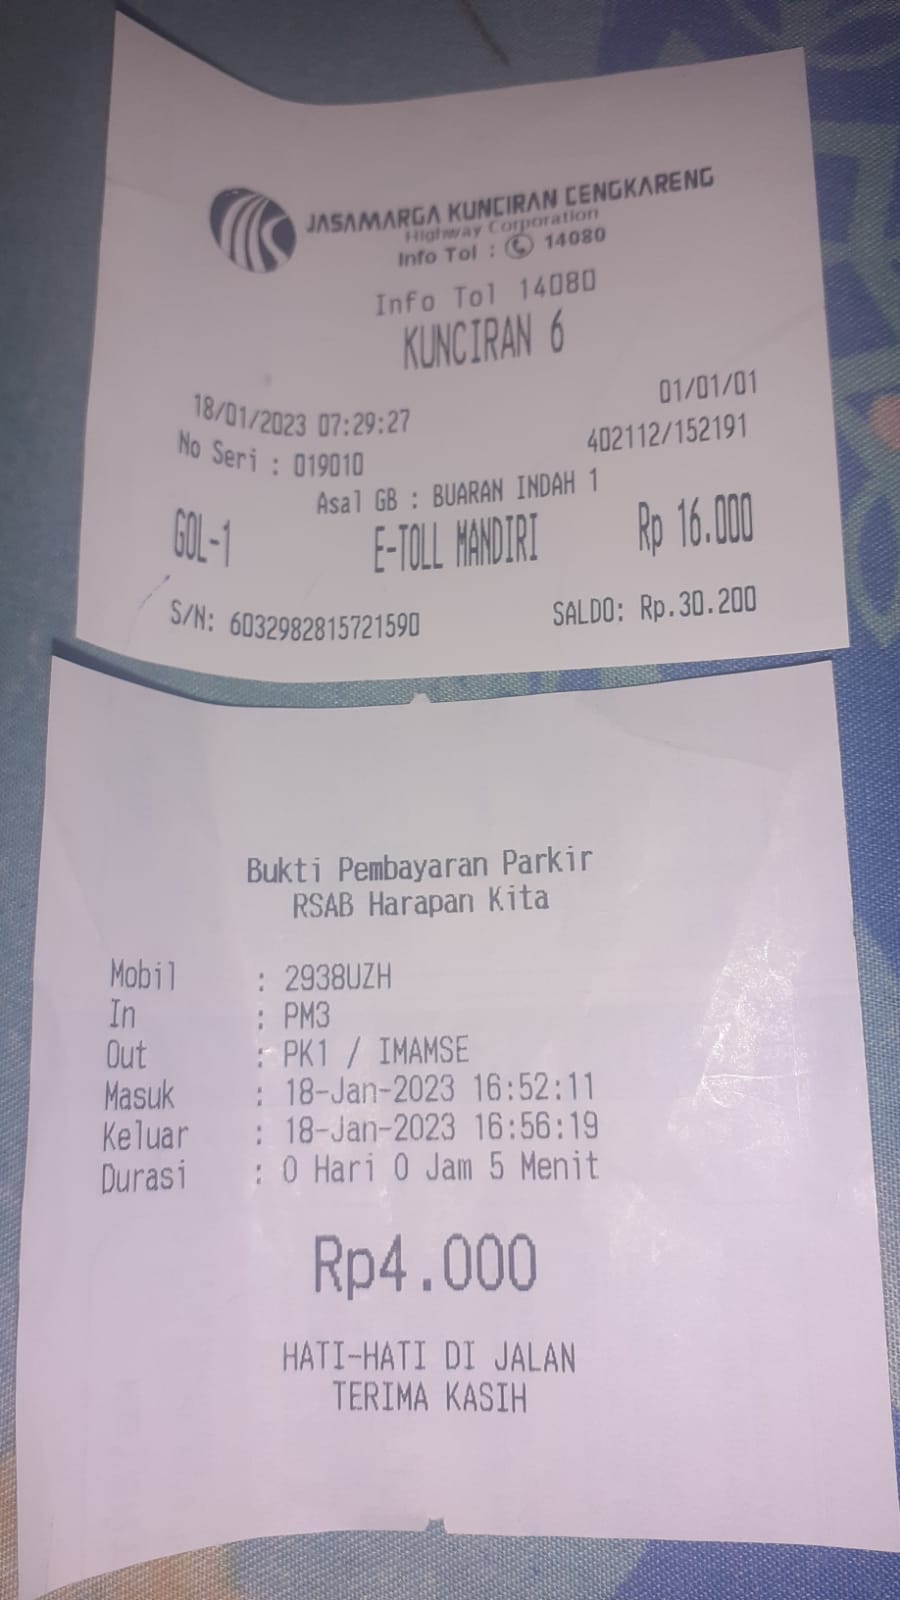 JASAMARGA KUNCIRAN CENGKARENG
Highway Corporation
Info Tol : 14080
Info Tol 14080
KUNCIRAN 6
18/01/2023 07:29:27 01/01/01
No Seri : 019010 402112/152191
Asal GB : BUARAN INDAH 1
GOL-1 E-TOLL MANDIRI Rp 16.000
S/N: 6032982815721590 SALDO: Rp.30.200
Bukti Pembayaran Parkir
RSAB Harapan Kita
Mobil : 2938UZH
In : PM3
Out : PK1 / IMAMSE
Masuk : 18-Jan-2023 16:52:11
Keluar : 18-Jan-2023 16:56:19
Durasi : 0 Hari 0 Jam 5 Menit
Rp4.000
HATI-HATI DI JALAN
TERIMA KASIH